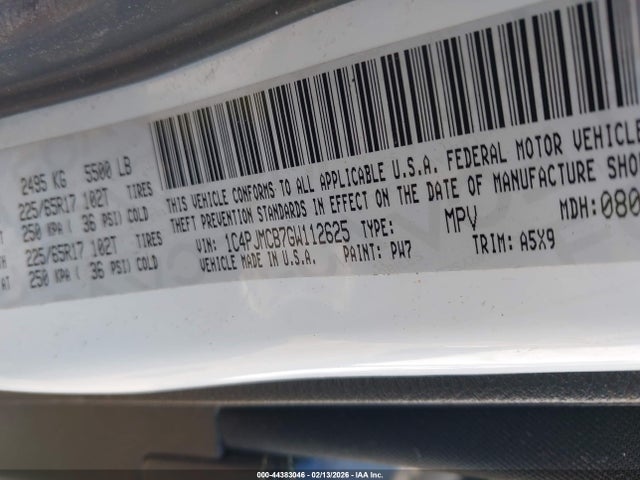 2495 KG 5500 LB
225/65R17 102T TIRES
250 KPA ( 36 PSI) COLD
225/65R17 102T TIRES
AT 250 KPA ( 36 PSI) COLD
THIS VEHICLE CONFORMS TO ALL APPLICABLE U.S.A. FEDERAL MOTOR VEHICLE
THEFT PREVENTION STANDARDS IN EFFECT ON THE DATE OF MANUFACTURE SHO
VIN: 1C4PJMCB7GW112625 TYPE: MPV MDH:080
VEHICLE MADE IN U.S.A. PAINT: PW7 TRIM: A5X9
000-44383046 - 02/13/2026 - IAA Inc.